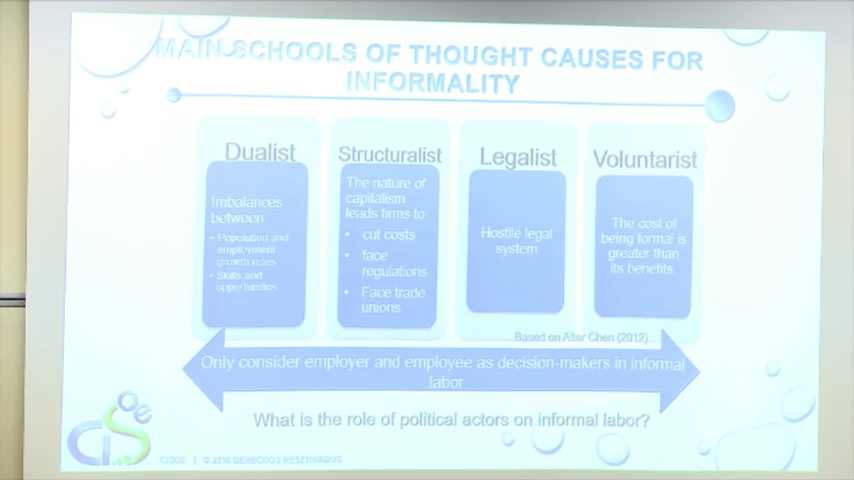 MAIN SCHOOLS OF THOUGHT CAUSES FOR
INFORMALITY
Dualist
Imbalances
between:
• Population and
employment
growth rates
• Skills and
opportunities
Structuralist
The nature of
capitalism
leads firms to:
• cut costs
• face
regulations
• Face trade
unions
Legalist
Hostile legal
system
Voluntarist
The cost of
being formal is
greater than
its benefits.
Based on Alter Chen (2012)
Only consider employer and employee as decision-makers in informal
labor
What is the role of political actors on informal labor?
CISOE | © 2016 DERECHOS RESERVADOS